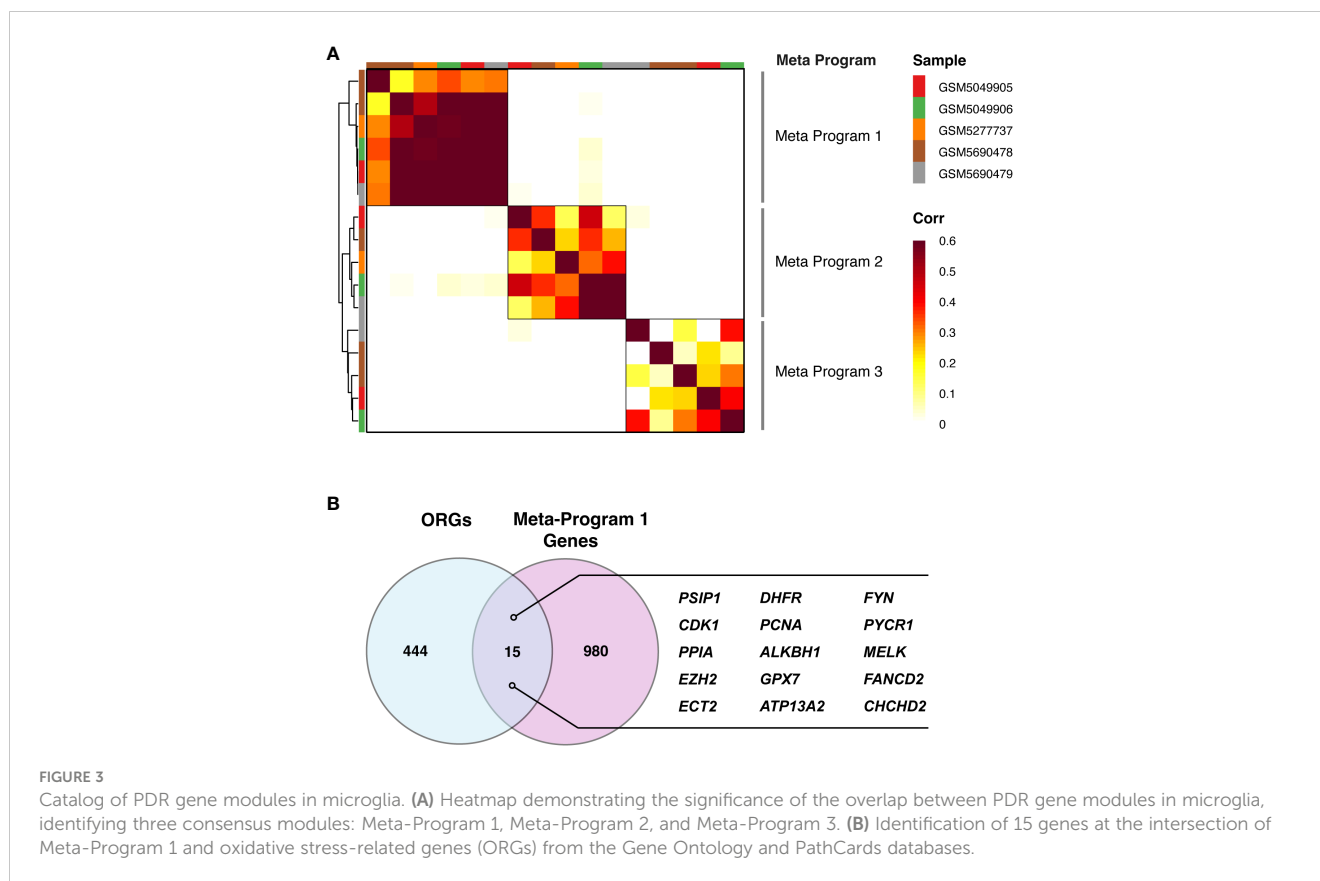 A
Meta Program
Meta Program 1
Meta Program 2
Meta Program 3
Sample
GSM5049905
GSM5049906
GSM5277737
GSM5690478
GSM5690479
Corr
0.6
0.5
0.4
0.3
0.2
0.1
0
B
ORGs
Meta-Program 1
Genes
444
15
980
PSIP1 DHFR FYN
CDK1 PCNA PYCR1
PPIA ALKBH1 MELK
EZH2 GPX7 FANCD2
ECT2 ATP13A2 CHCHD2
FIGURE 3
Catalog of PDR gene modules in microglia. (A) Heatmap demonstrating the significance of the overlap between PDR gene modules in microglia,
identifying three consensus modules: Meta-Program 1, Meta-Program 2, and Meta-Program 3. (B) Identification of 15 genes at the intersection of
Meta-Program 1 and oxidative stress-related genes (ORGs) from the Gene Ontology and PathCards databases.